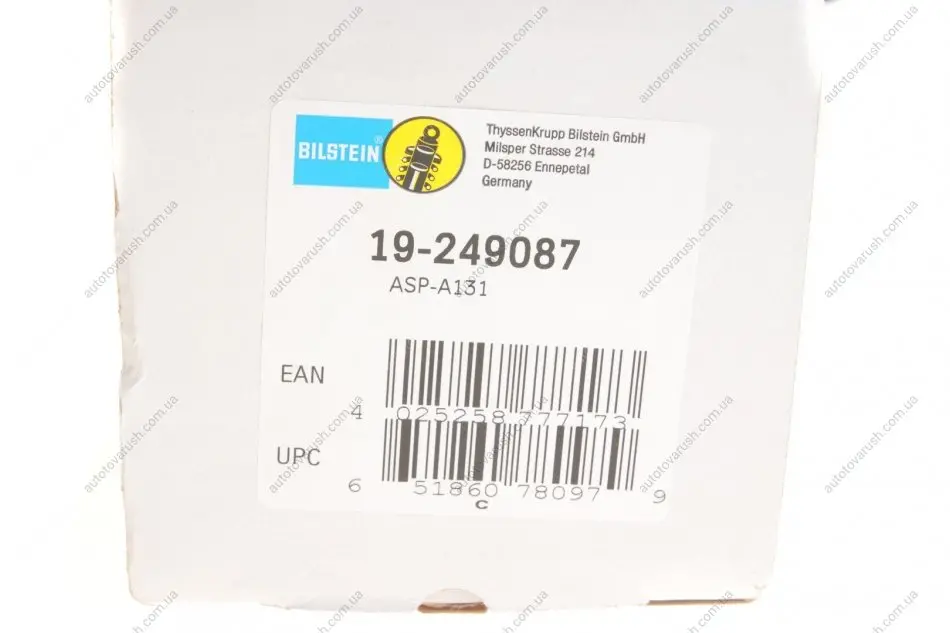 BILSTEIN®
ThyssenKrupp Bilstein GmbH
Milsper Strasse 214
D-58256 Ennepetal
Germany
19-249087
ASP-A131
EAN
4 025258 777173
UPC
6 51860 78097 9
c
autotovarush.com.ua